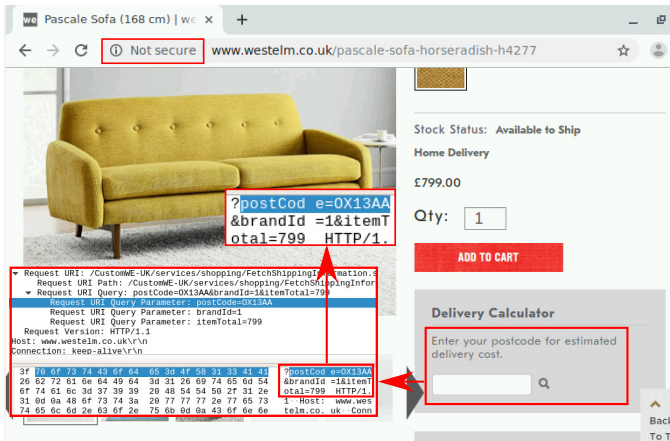 we Pascale Sofa (168 cm) | we × +
Not secure www.westelm.co.uk/pascale-sofa-horseradish-h4277
Stock Status: Available to Ship
Home Delivery
£799.00
Qty: 1
ADD TO CART
?postCod e=OX13AA
&brandId =1&itemT
otal=799 HTTP/1.
Request URI: /CustomWE-UK/services/shopping/FetchShippingInformation.s
Request URI Path: /CustomWE-UK/services/shopping/FetchShippingInfor
Request URI Query: postCode=OX13AA&brandId=1&itemTotal=799
Request URI Query Parameter: postCode=OX13AA
Request URI Query Parameter: brandId=1
Request URI Query Parameter: itemTotal=799
Request Version: HTTP/1.1
Host: www.westelm.co.uk\r\n
Connection: keep-alive\r\n
3f 70 6f 73 74 43 6f 64 65 3d 4f 58 31 33 41 41 ?postCod e=OX13AA
26 62 72 61 6e 64 49 64 3d 31 26 69 74 65 6d 54 &brandId =1&itemT
6f 74 61 6c 3d 37 39 39 20 48 54 54 50 2f 31 2e otal=799 HTTP/1.
31 0d 0a 48 6f 73 74 3a 20 77 77 77 2e 77 65 73 1··Host: www.wes
74 65 6c 6d 2e 63 6f 2e 75 6b 0d 0a 43 6f 6e 6e telm.co. uk··Conn
Delivery Calculator
Enter your postcode for estimated
delivery cost.
Back
To T